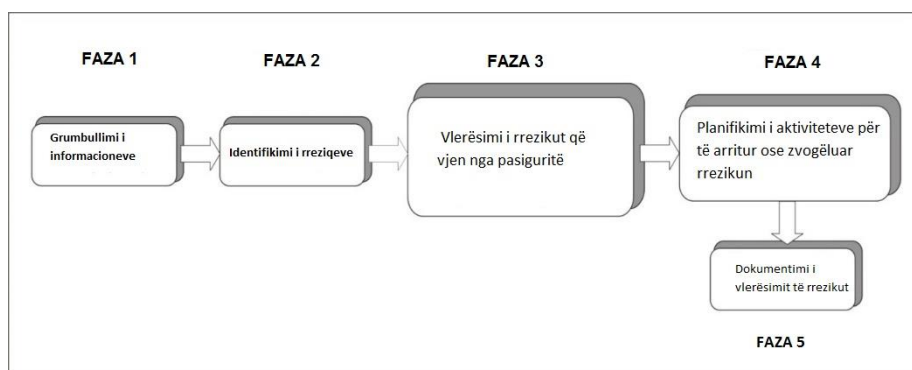 FAZA 1
FAZA 2
FAZA 3
FAZA 4
Grumbullimi i
informacioneve
Identifikimi i rreziqeve
Vlerësimi i rrezikut që
vjen nga pasiguritë
Planifikimi i aktiviteteve për
të arritur ose zvogëluar
rrezikun
Dokumentimi i
vlerësimit të rrezikut
FAZA 5